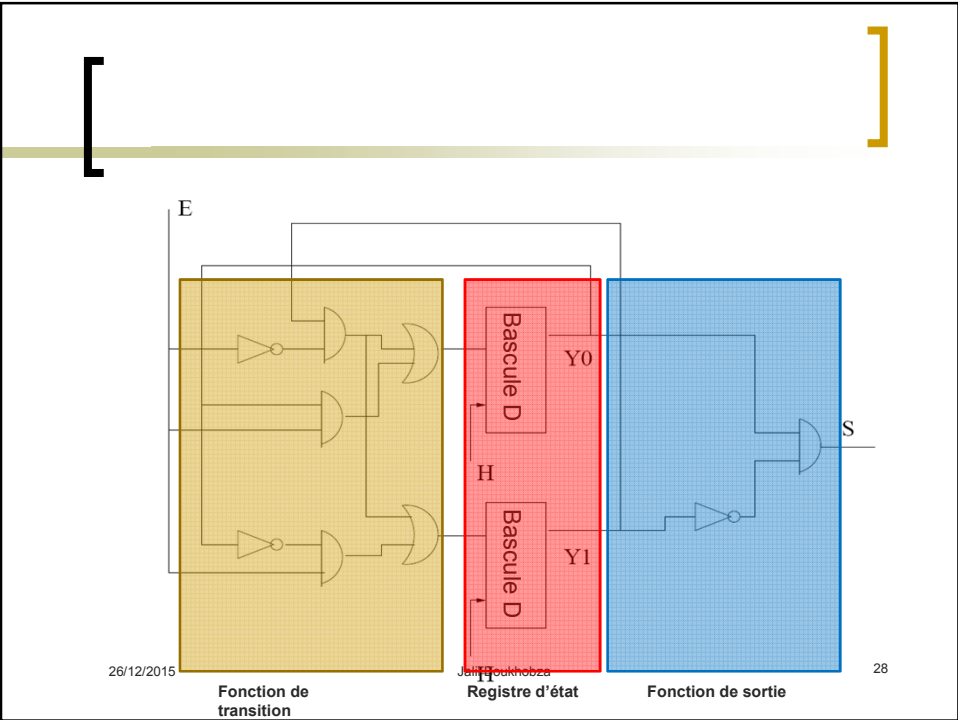 E
Bascule D
Y0
S
H
Bascule D
Y1
H
26/12/2015
28
Fonction de
transition
Registre d'état
Fonction de sortie